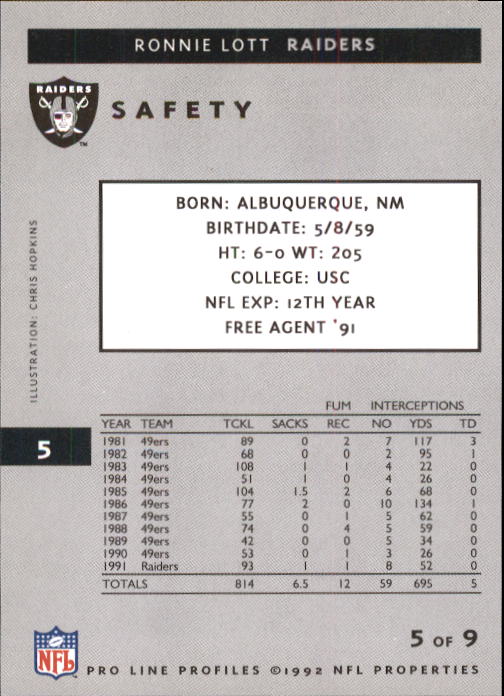 RONNIE LOTT RAIDERS
RAIDERS
TM
SAFETY
BORN: ALBUQUERQUE, NM
BIRTHDATE: 5/8/59
HT: 6-0 WT: 205
COLLEGE: USC
NFL EXP: 12TH YEAR
FREE AGENT '91
ILLUSTRATION: CHRIS HOPKINS
5
FUM INTERCEPTIONS
YEAR TEAM TCKL SACKS REC NO YDS TD
1981 49ers 89 0 2 7 117 3
1982 49ers 68 0 0 2 95 1
1983 49ers 108 1 1 4 22 0
1984 49ers 51 1 0 4 26 0
1985 49ers 104 1.5 2 6 68 0
1986 49ers 77 2 0 10 134 1
1987 49ers 55 0 1 5 62 0
1988 49ers 74 0 4 5 59 0
1989 49ers 42 0 0 5 34 0
1990 49ers 53 0 1 3 26 0
1991 Raiders 93 1 1 8 52 0
TOTALS 814 6.5 12 59 695 5
5 OF 9
NFL
PRO LINE PROFILES ©1992 NFL PROPERTIES